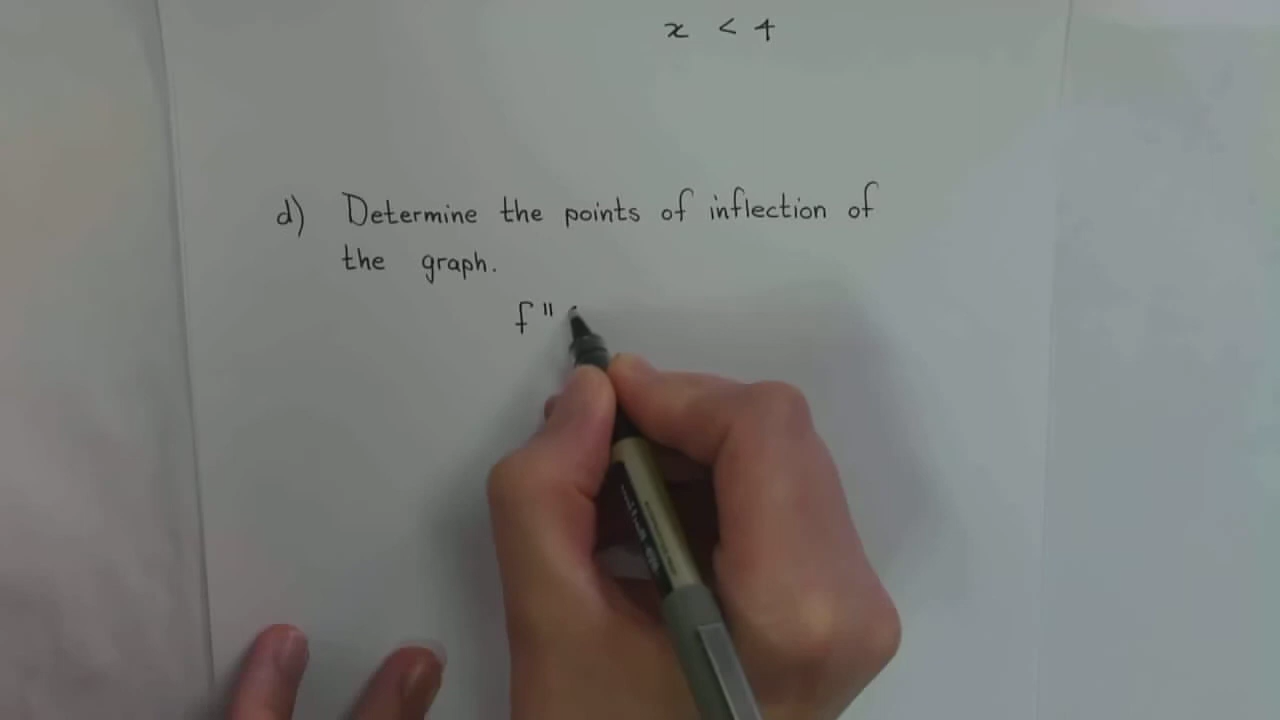 x < 4
d) Determine the points of inflection of
the graph.
f"